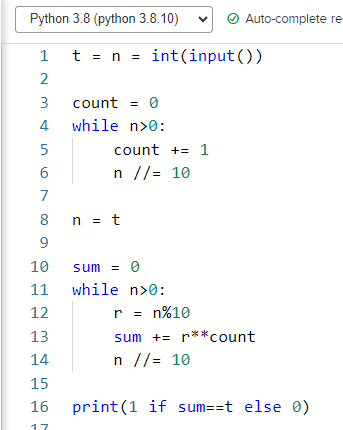 Python 3.8 (python 3.8.10) Auto-complete re
1 t = n = int(input())
2
3 count = 0
4 while n>0:
5 count += 1
6 n //= 10
7
8 n = t
9
10 sum = 0
11 while n>0:
12 r = n%10
13 sum += r**count
14 n //= 10
15
16 print(1 if sum==t else 0)
17